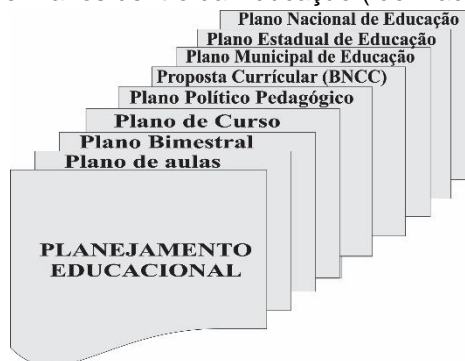 Plano Nacional de Educação
Plano Estadual de Educação
Plano Municipal de Educação
Proposta Currícular (BNCC)
Plano Político Pedagógico
Plano de Curso
Plano Bimestral
Plano de aulas
PLANEJAMENTO
EDUCACIONAL